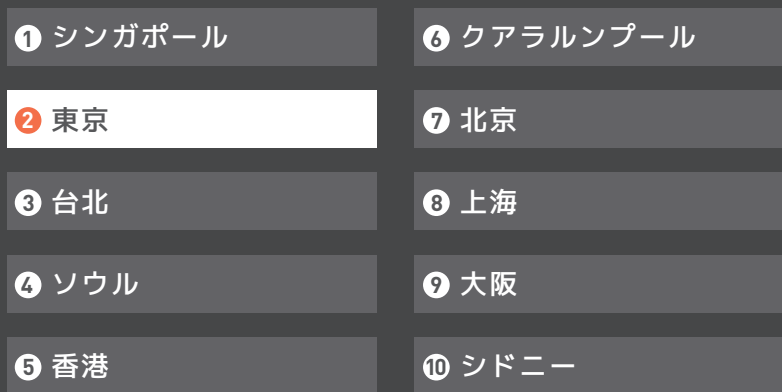 1 シンガポール
2 東京
3 台北
4 ソウル
5 香港
6 クアラルンプール
7 北京
8 上海
9 大阪
10 シドニー